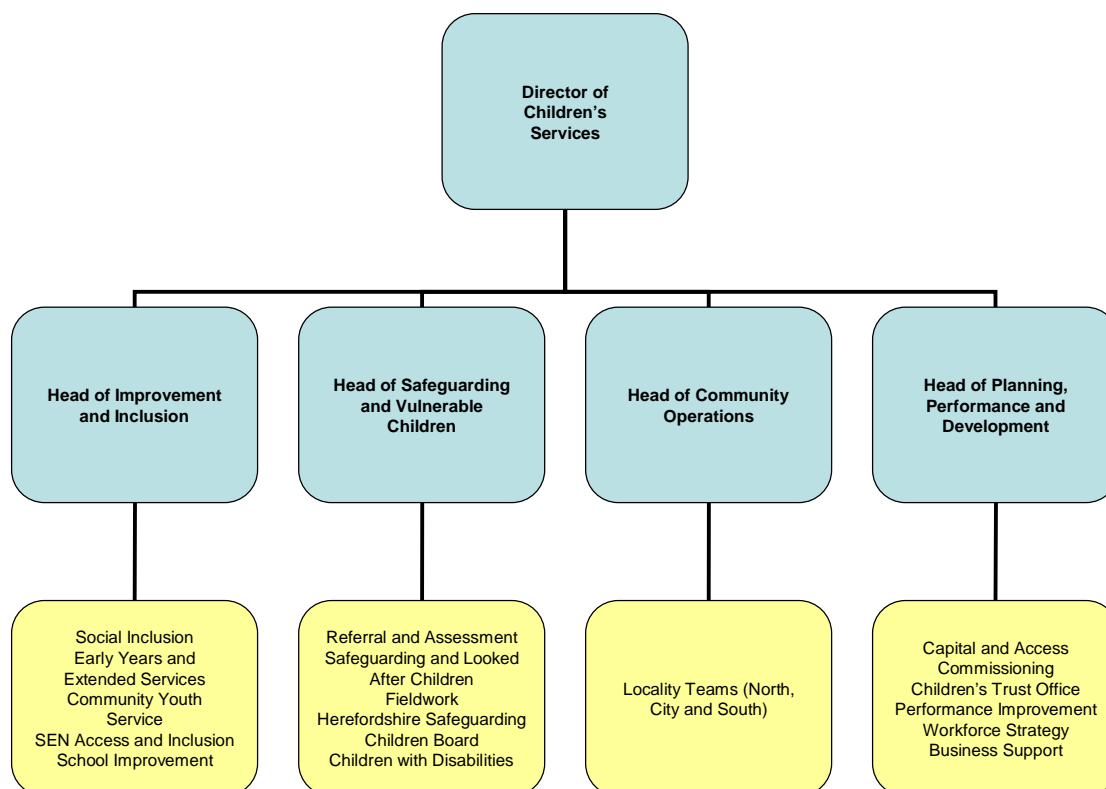 Director of
Children's
Services
Head of Improvement
and Inclusion
Head of Safeguarding
and Vulnerable
Children
Head of Community
Operations
Head of Planning,
Performance and
Development
Social Inclusion
Early Years and
Extended Services
Community Youth
Service
SEN Access and Inclusion
School Improvement
Referral and Assessment
Safeguarding and Looked
After Children
Fieldwork
Herefordshire Safeguarding
Children Board
Children with Disabilities
Locality Teams (North,
City and South)
Capital and Access
Commissioning
Children's Trust Office
Performance Improvement
Workforce Strategy
Business Support